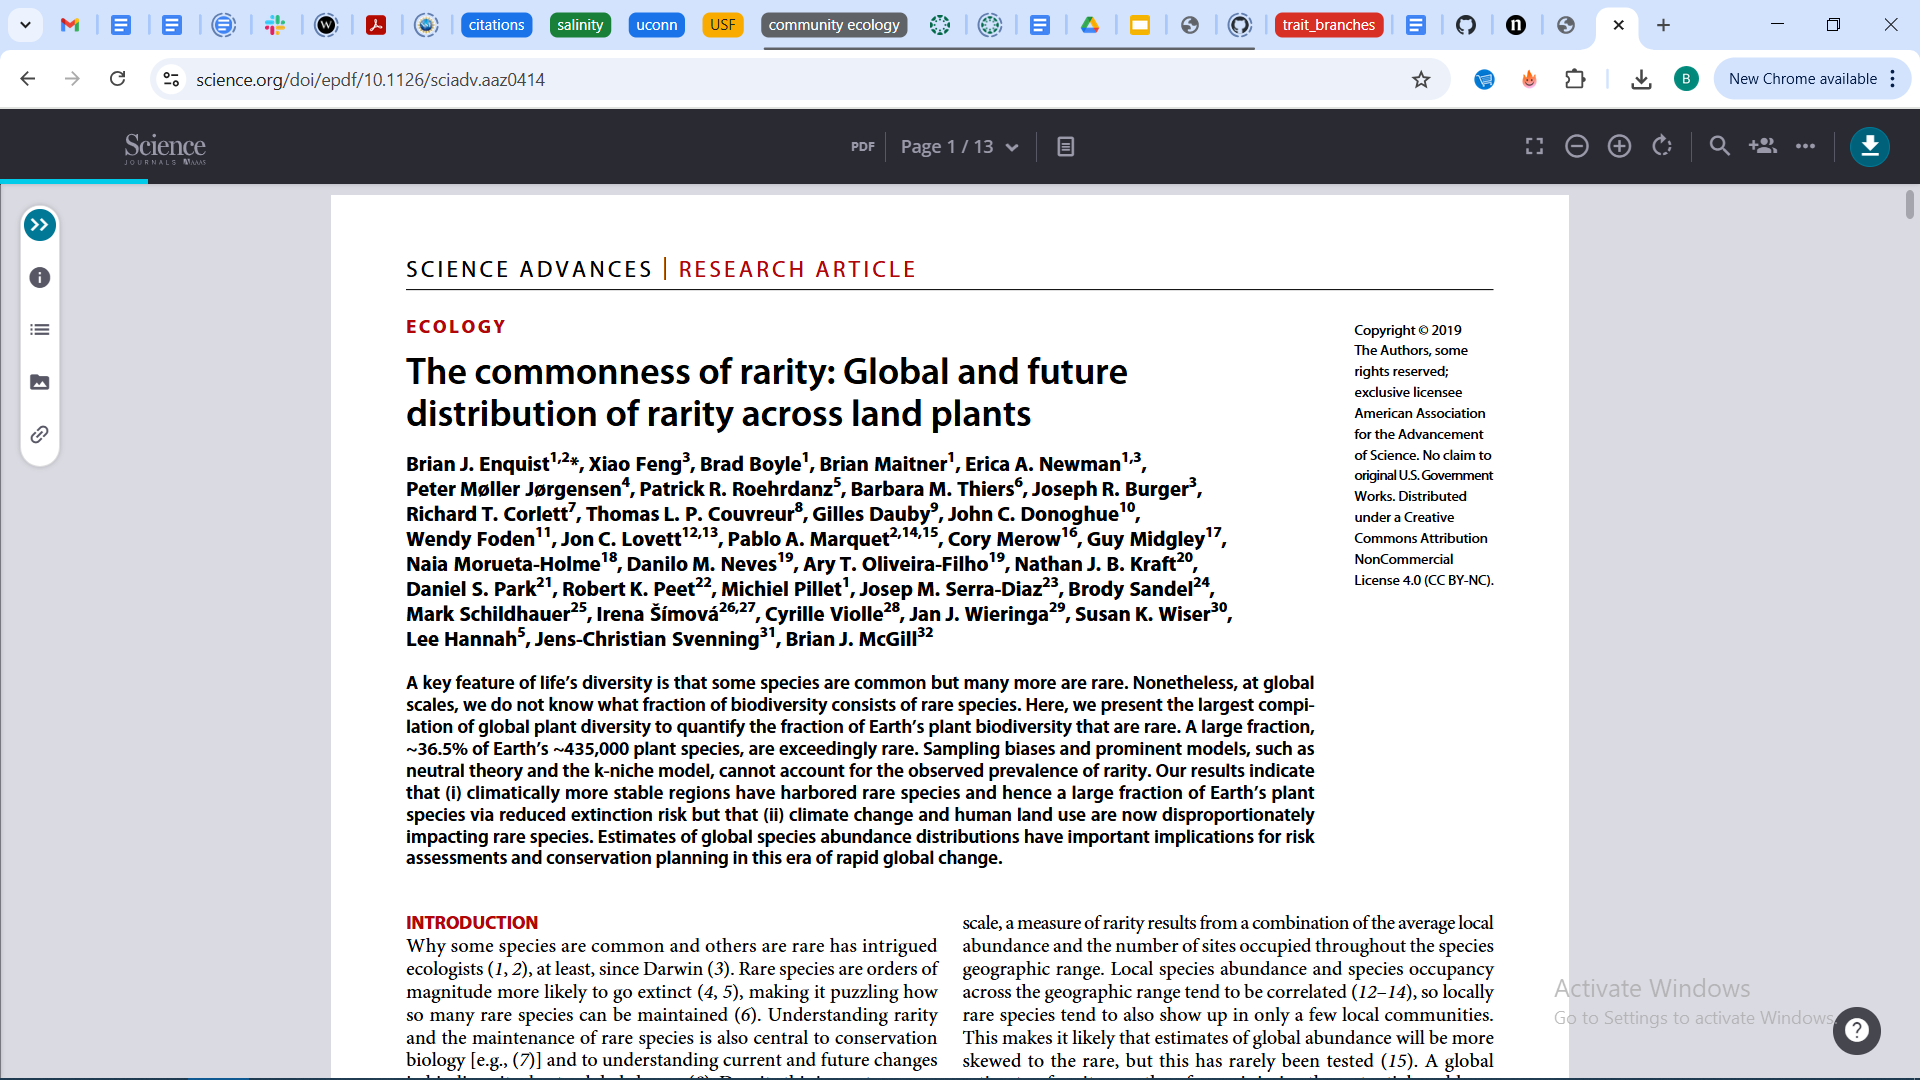 citations
salinity
uconn
USF
community ecology
trait_branches
science.org/doi/epdf/10.1126/sciadv.aaz0414
B
New Chrome available
Science
JOURNALS AAAS
PDF
Page 1 / 13
SCIENCE ADVANCES | RESEARCH ARTICLE
ECOLOGY
The commonness of rarity: Global and future
distribution of rarity across land plants
Brian J. Enquist1,2*, Xiao Feng3, Brad Boyle1, Brian Maitner1, Erica A. Newman1,3,
Peter Møller Jørgensen4, Patrick R. Roehrdanz5, Barbara M. Thiers6, Joseph R. Burger3,
Richard T. Corlett7, Thomas L. P. Couvreur8, Gilles Dauby9, John C. Donoghue10,
Wendy Foden11, Jon C. Lovett12,13, Pablo A. Marquet2,14,15, Cory Merow16, Guy Midgley17,
Naia Morueta-Holme18, Danilo M. Neves19, Ary T. Oliveira-Filho19, Nathan J. B. Kraft20,
Daniel S. Park21, Robert K. Peet22, Michiel Pillet1, Josep M. Serra-Diaz23, Brody Sandel24,
Mark Schildhauer25, Irena Šímová26,27, Cyrille Violle28, Jan J. Wieringa29, Susan K. Wiser30,
Lee Hannah5, Jens-Christian Svenning31, Brian J. McGill32
Copyright © 2019
The Authors, some
rights reserved;
exclusive licensee
American Association
for the Advancement
of Science. No claim to
original U.S. Government
Works. Distributed
under a Creative
Commons Attribution
NonCommercial
License 4.0 (CC BY-NC).
A key feature of life's diversity is that some species are common but many more are rare. Nonetheless, at global
scales, we do not know what fraction of biodiversity consists of rare species. Here, we present the largest compi-
lation of global plant diversity to quantify the fraction of Earth's plant biodiversity that are rare. A large fraction,
~36.5% of Earth's ~435,000 plant species, are exceedingly rare. Sampling biases and prominent models, such as
neutral theory and the k-niche model, cannot account for the observed prevalence of rarity. Our results indicate
that (i) climatically more stable regions have harbored rare species and hence a large fraction of Earth's plant
species via reduced extinction risk but that (ii) climate change and human land use are now disproportionately
impacting rare species. Estimates of global species abundance distributions have important implications for risk
assessments and conservation planning in this era of rapid global change.
INTRODUCTION
Why some species are common and others are rare has intrigued
ecologists (1, 2), at least, since Darwin (3). Rare species are orders of
magnitude more likely to go extinct (4, 5), making it puzzling how
so many rare species can be maintained (6). Understanding rarity
and the maintenance of rare species is also central to conservation
biology [e.g., (7)] and to understanding current and future changes
scale, a measure of rarity results from a combination of the average local
abundance and the number of sites occupied throughout the species
geographic range. Local species abundance and species occupancy
across the geographic range tend to be correlated (12–14), so locally
rare species tend to also show up in only a few local communities.
This makes it likely that estimates of global abundance will be more
skewed to the rare, but this has rarely been tested (15). A global
Activate Windows
Go to Settings to activate Windows.